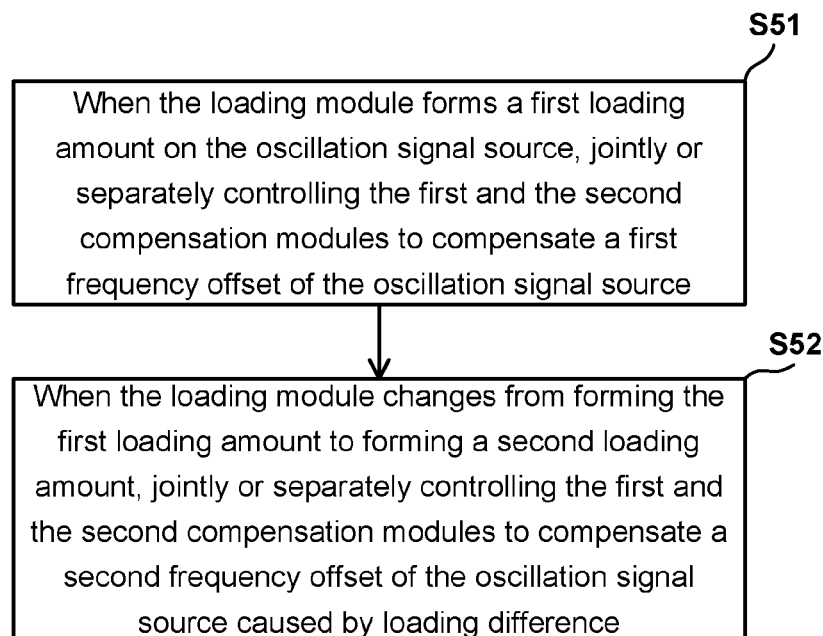 S51
When the loading module forms a first loading
amount on the oscillation signal source, jointly or
separately controlling the first and the second
compensation modules to compensate a first
frequency offset of the oscillation signal source
S52
When the loading module changes from forming the
first loading amount to forming a second loading
amount, jointly or separately controlling the first and
the second compensation modules to compensate a
second frequency offset of the oscillation signal
source caused by loading difference